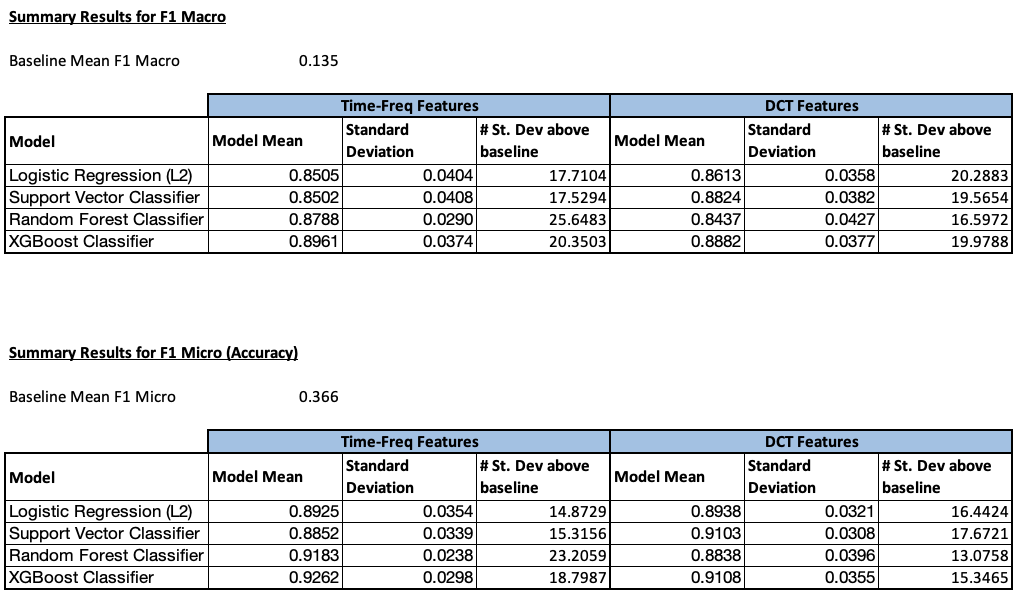 Summary Results for F1 Macro
Baseline Mean F1 Macro 0.135
Time-Freq Features DCT Features
Model Model Mean Standard Deviation # St. Dev above baseline Model Mean Standard Deviation # St. Dev above baseline
Logistic Regression (L2) 0.8505 0.0404 17.7104 0.8613 0.0358 20.2883
Support Vector Classifier 0.8502 0.0408 17.5294 0.8824 0.0382 19.5654
Random Forest Classifier 0.8788 0.0290 25.6483 0.8437 0.0427 16.5972
XGBoost Classifier 0.8961 0.0374 20.3503 0.8882 0.0377 19.9788
Summary Results for F1 Micro (Accuracy)
Baseline Mean F1 Micro 0.366
Time-Freq Features DCT Features
Model Model Mean Standard Deviation # St. Dev above baseline Model Mean Standard Deviation # St. Dev above baseline
Logistic Regression (L2) 0.8925 0.0354 14.8729 0.8938 0.0321 16.4424
Support Vector Classifier 0.8852 0.0339 15.3156 0.9103 0.0308 17.6721
Random Forest Classifier 0.9183 0.0238 23.2059 0.8838 0.0396 13.0758
XGBoost Classifier 0.9262 0.0298 18.7987 0.9108 0.0355 15.3465